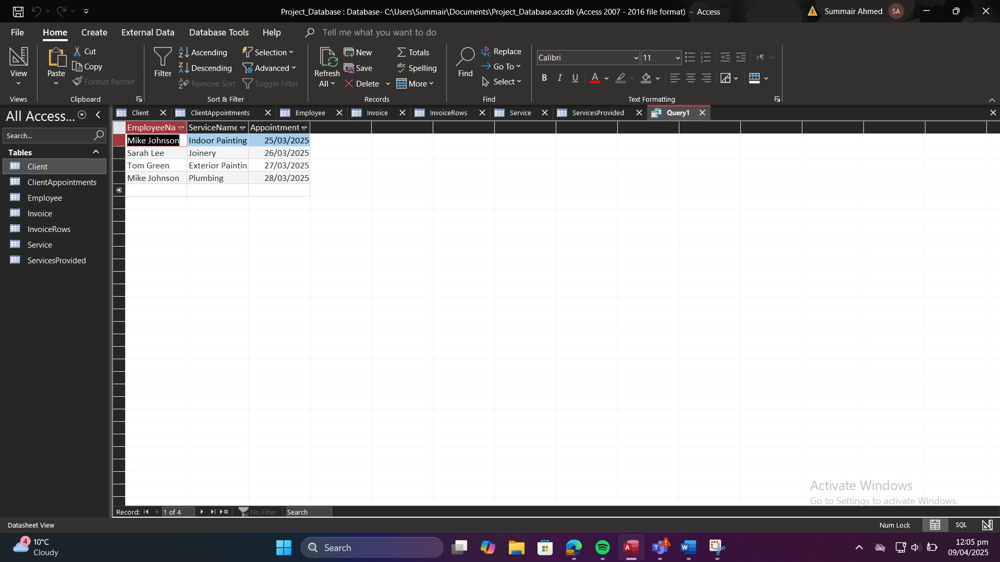 Project_Database : Database- C:\Users\Summair\Documents\Project_Database.accdb (Access 2007 - 2016 file format) - Access
Summair Ahmed
SA
File Home Create External Data Database Tools Help Tell me what you want to do
View
Views
Paste
Cut
Copy
Format Painter
Clipboard
Filter
Ascending
Descending
Remove Sort
Selection
Advanced
Toggle Filter
Sort & Filter
Refresh
All
New
Save
Delete
Totals
Spelling
More
Records
Find
Replace
Go To
Select
Find
Calibri
11
B I U A
Text Formatting
All Access...
Search...
Tables
Client
ClientAppointments
Employee
Invoice
InvoiceRows
Service
ServicesProvided
Client ClientAppointments Employee Invoice InvoiceRows Service ServicesProvided Query1
EmployeeNa ServiceName Appointment
Mike Johnson Indoor Painting 25/03/2025
Sarah Lee Joinery 26/03/2025
Tom Green Exterior Paintin 27/03/2025
Mike Johnson Plumbing 28/03/2025
Activate Windows
Go to Settings to activate Windows.
Record: 1 of 4 No Filter Search
Datasheet View
Num Lock
SQL
4
10°C
Cloudy
Search
12:05 pm
09/04/2025